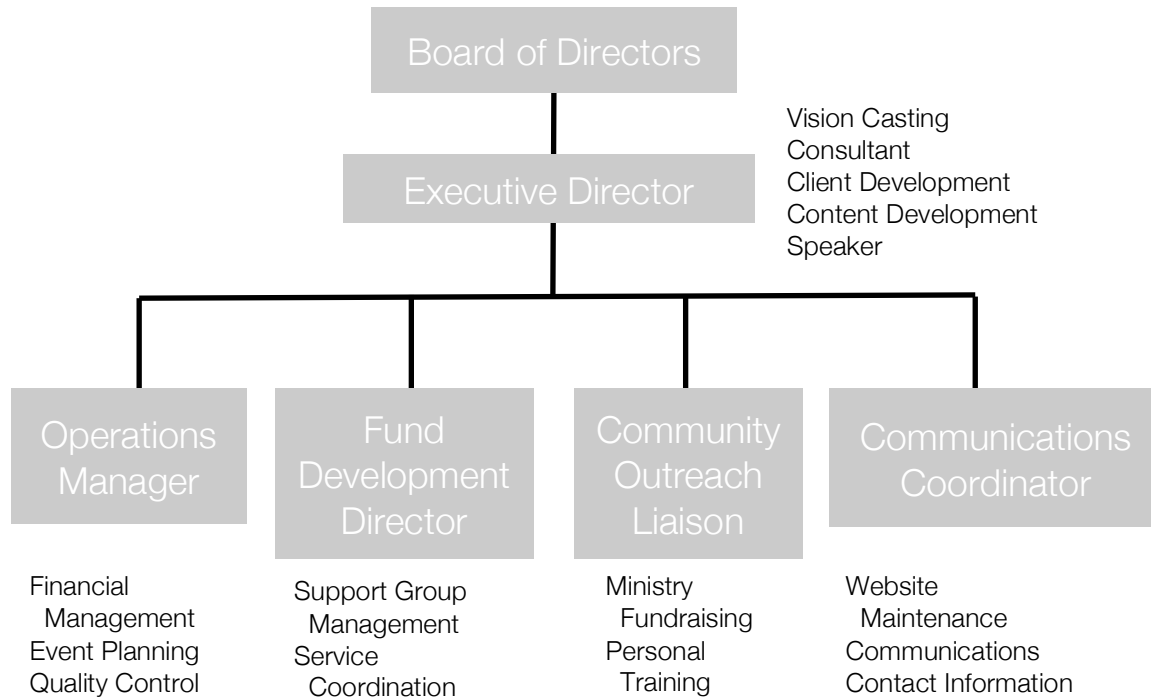 Board of Directors
Executive Director
Vision Casting
Consultant
Client Development
Content Development
Speaker
Operations
Manager
Fund
Development
Director
Community
Outreach
Liaison
Communications
Coordinator
Financial
Management
Event Planning
Quality Control
Support Group
Management
Service
Coordination
Ministry
Fundraising
Personal
Training
Website
Maintenance
Communications
Contact Information